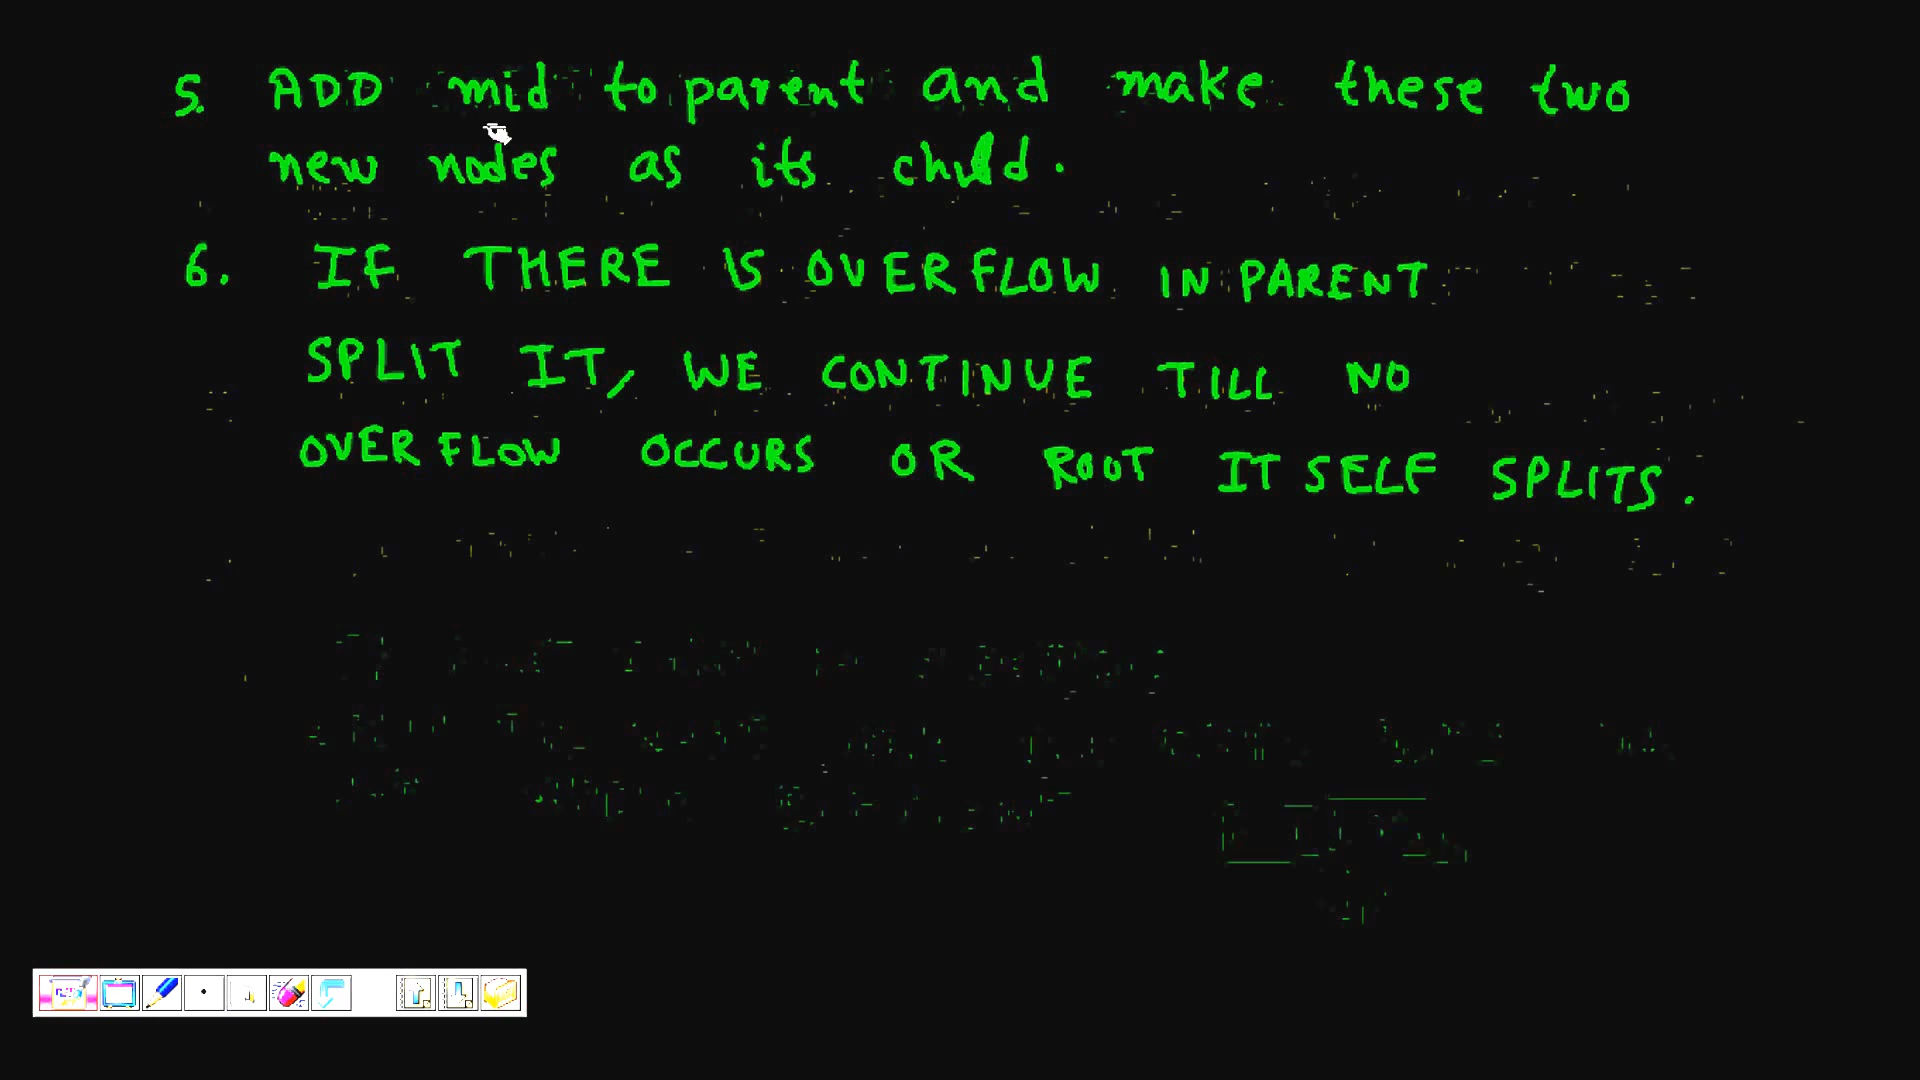 5. ADD mid to parent and make these two
new nodes as its child.
6. IF THERE IS OVERFLOW IN PARENT
SPLIT IT, WE CONTINUE TILL NO
OVERFLOW OCCURS OR ROOT ITSELF SPLITS.